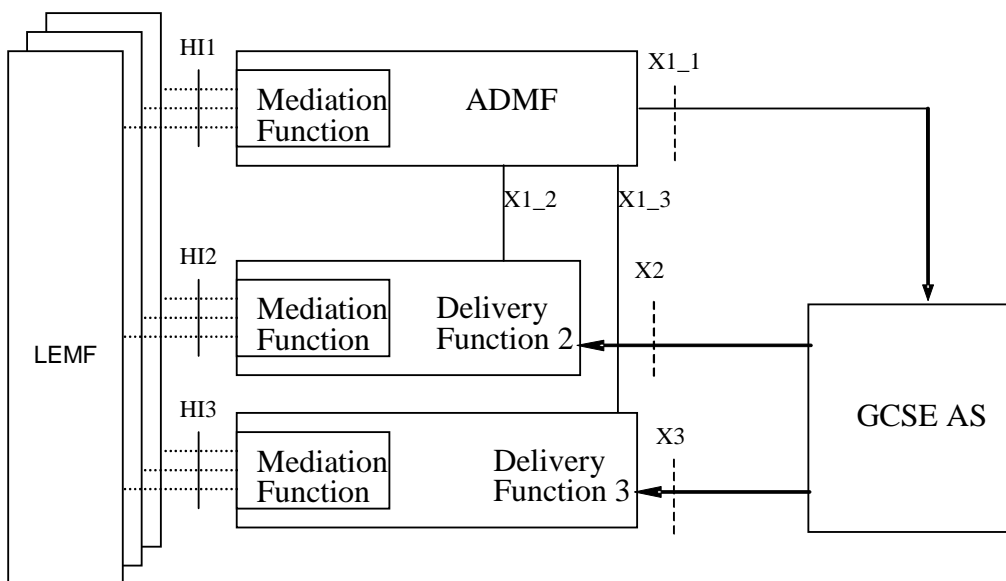 HI1
X1_1
Mediation
Function
ADMF
X1_2
X1_3
HI2
X2
Mediation
Function
Delivery
Function 2
LEMF
HI3
X3
GCSE AS
Mediation
Function
Delivery
Function 3